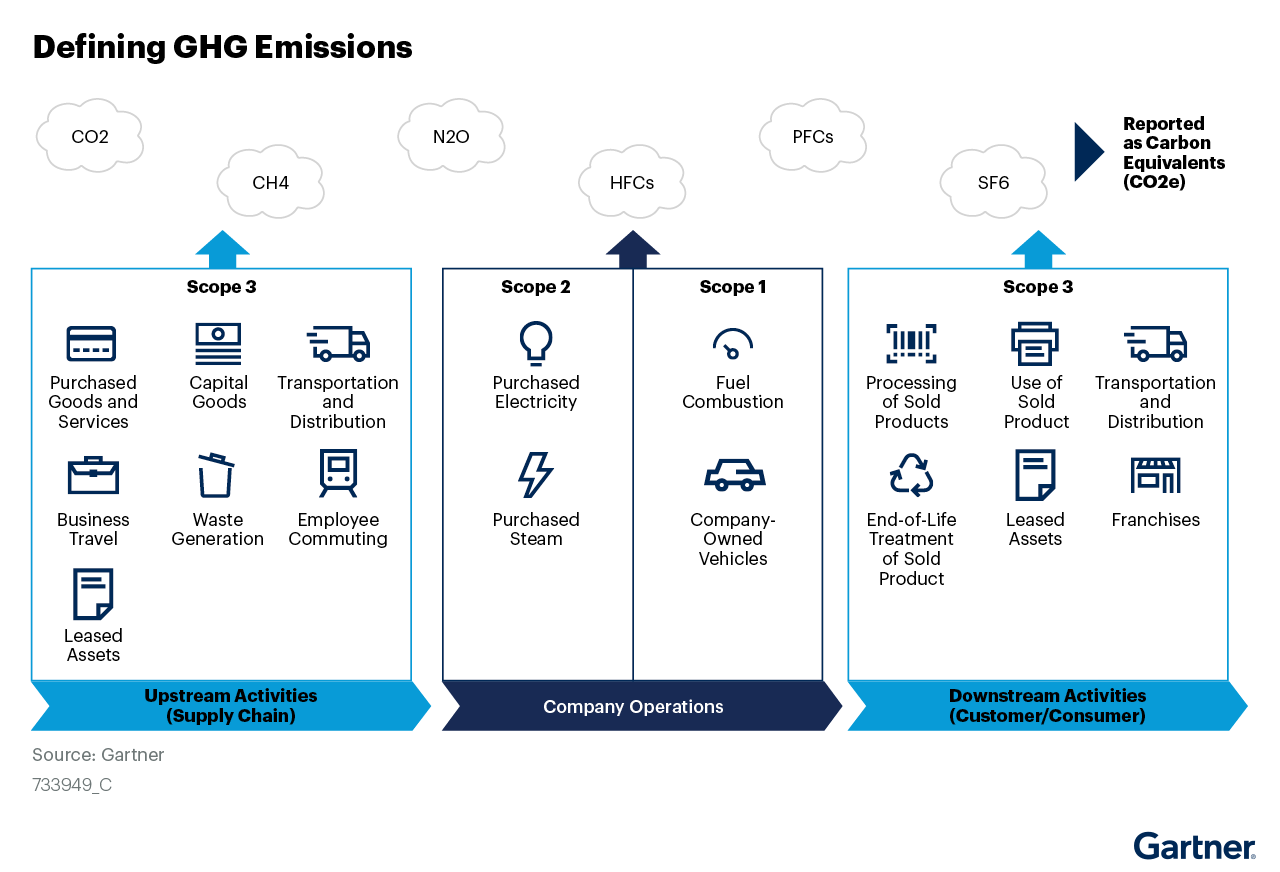 Defining GHG Emissions
CO2
CH4
N2O
HFCs
PFCs
SF6
Reported
as Carbon
Equivalents
(CO2e)
Scope 3
Purchased
Goods and
Services
Capital
Goods
Transportation
and
Distribution
Business
Travel
Waste
Generation
Employee
Commuting
Leased
Assets
Upstream Activities
(Supply Chain)
Scope 2
Purchased
Electricity
Purchased
Steam
Scope 1
Fuel
Combustion
Company-
Owned
Vehicles
Company Operations
Scope 3
Processing
of Sold
Products
Use of
Sold
Product
Transportation
and
Distribution
End-of-Life
Treatment
of Sold
Product
Leased
Assets
Franchises
Downstream Activities
(Customer/Consumer)
Source: Gartner
733949_C
Gartner®